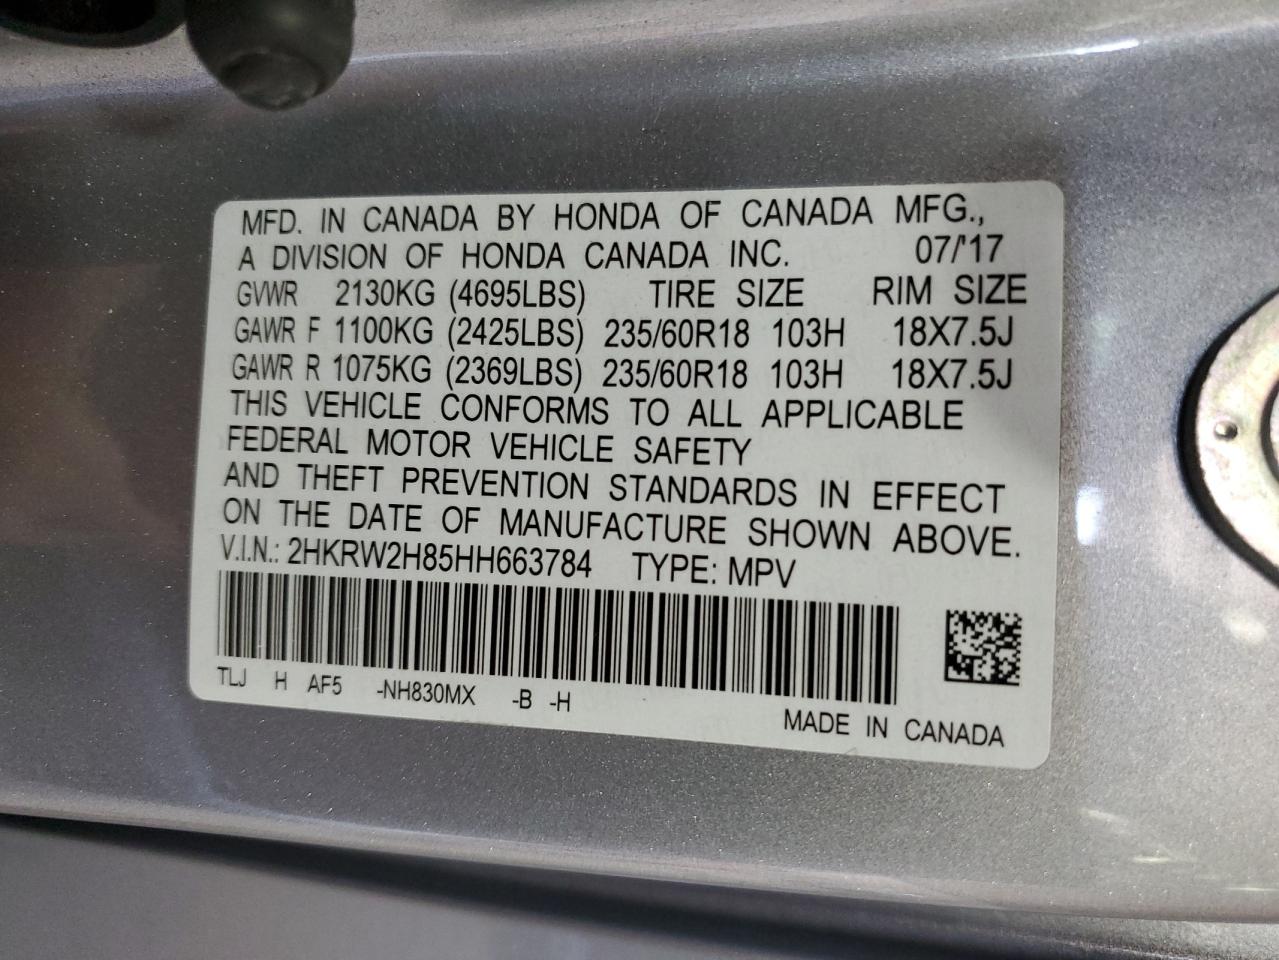 MFD. IN CANADA BY HONDA OF CANADA MFG.,
A DIVISION OF HONDA CANADA INC. 07/'17
GVWR 2130KG (4695LBS) TIRE SIZE RIM SIZE
GAWR F 1100KG (2425LBS) 235/60R18 103H 18X7.5J
GAWR R 1075KG (2369LBS) 235/60R18 103H 18X7.5J
THIS VEHICLE CONFORMS TO ALL APPLICABLE
FEDERAL MOTOR VEHICLE SAFETY
AND THEFT PREVENTION STANDARDS IN EFFECT
ON THE DATE OF MANUFACTURE SHOWN ABOVE.
V.I.N.: 2HKRW2H85HH663784 TYPE: MPV
TLJ H AF5 -NH830MX -B -H
MADE IN CANADA